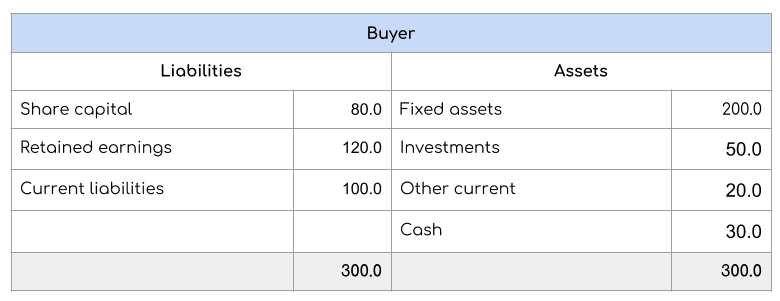 Buyer
Liabilities Assets
Share capital 80.0 Fixed assets 200.0
Retained earnings 120.0 Investments 50.0
Current liabilities 100.0 Other current 20.0
Cash 30.0
300.0 300.0